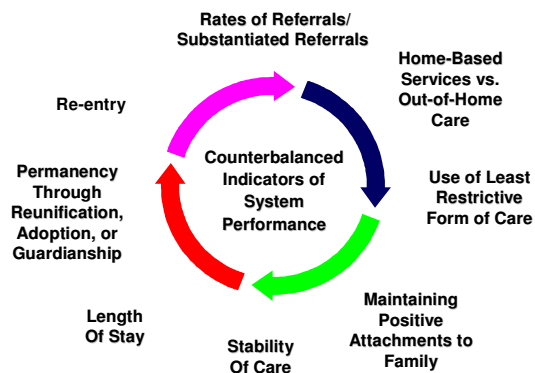 Rates of Referrals/
Substantiated Referrals
Home-Based
Services vs.
Out-of-Home
Care
Use of Least
Restrictive
Form of Care
Maintaining
Positive
Attachments to
Family
Stability
Of Care
Length
Of Stay
Permanency
Through
Reunification,
Adoption, or
Guardianship
Re-entry
Counterbalanced
Indicators of
System
Performance